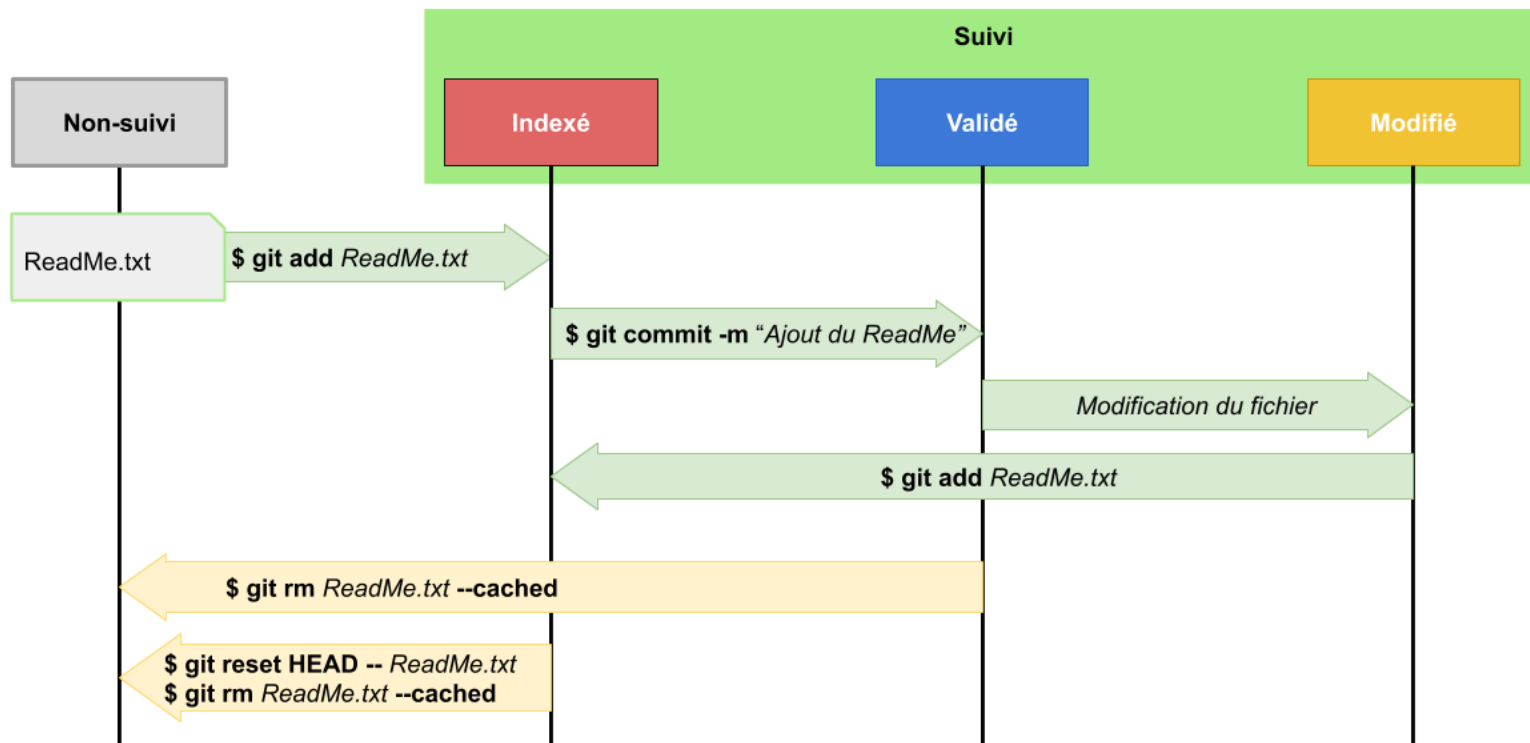 Suivi
Non-suivi
Indexé
Validé
Modifié
ReadMe.txt
$ git add ReadMe.txt
$ git commit -m “Ajout du ReadMe”
Modification du fichier
$ git add ReadMe.txt
$ git rm ReadMe.txt --cached
$ git reset HEAD -- ReadMe.txt
$ git rm ReadMe.txt --cached